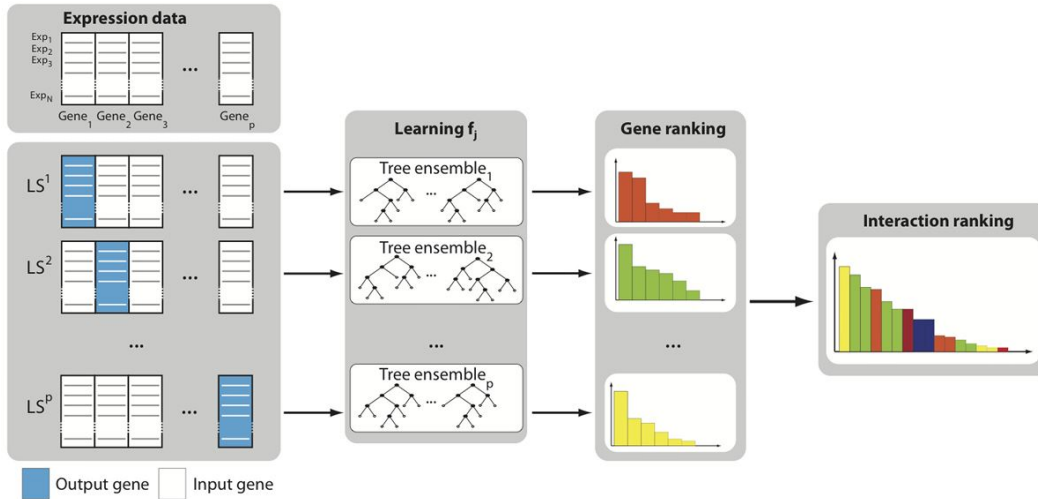 Expression data
Exp1
Exp2
Exp3
ExpN
...
Gene1 Gene2 Gene3 Genep
LS1 ...
LS2 ...
...
LSp ...
Output gene Input gene
Learning fj
Tree ensemble1
...
Tree ensemble2
...
...
Tree ensemblep
...
Gene ranking
...
Interaction ranking